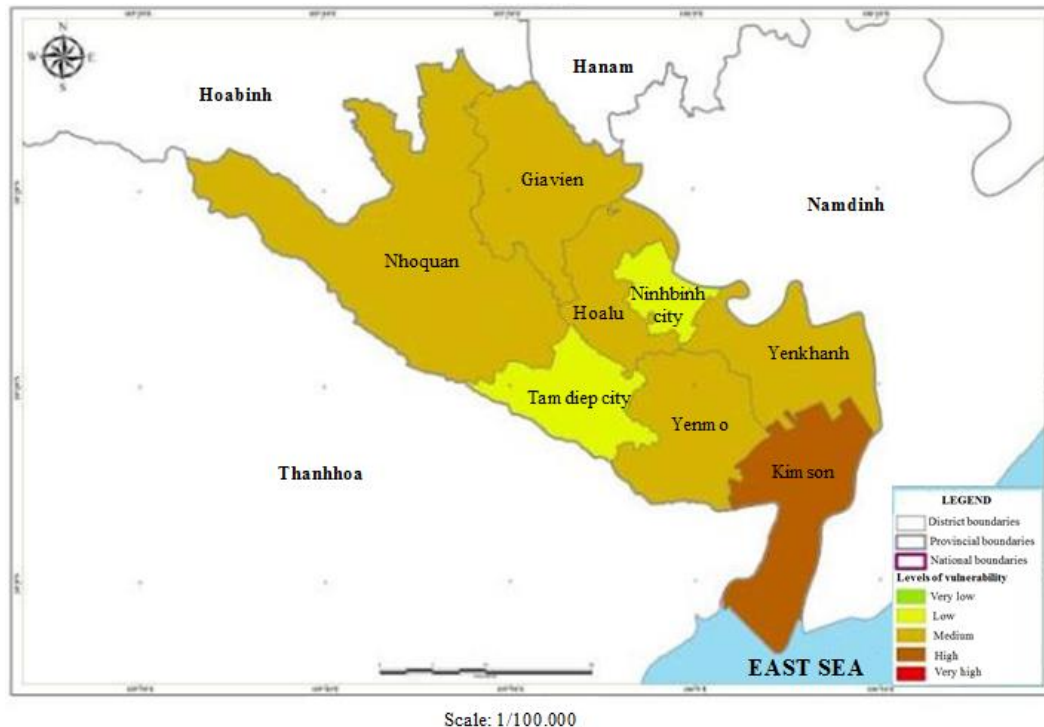 N
W
E
S
Hanam
Hoabinh
Giavien
Namdinh
Nhoquan
Ninhbinh
city
Hoalu
Yenkhanh
Tam diep city
Yenmo
Kim son
Thanhhoa
LEGEND
District boundaries
Provincial boundaries
National boundaries
Levels of vulnerability
Very low
Low
Medium
High
Very high
EAST SEA
Scale: 1/100.000